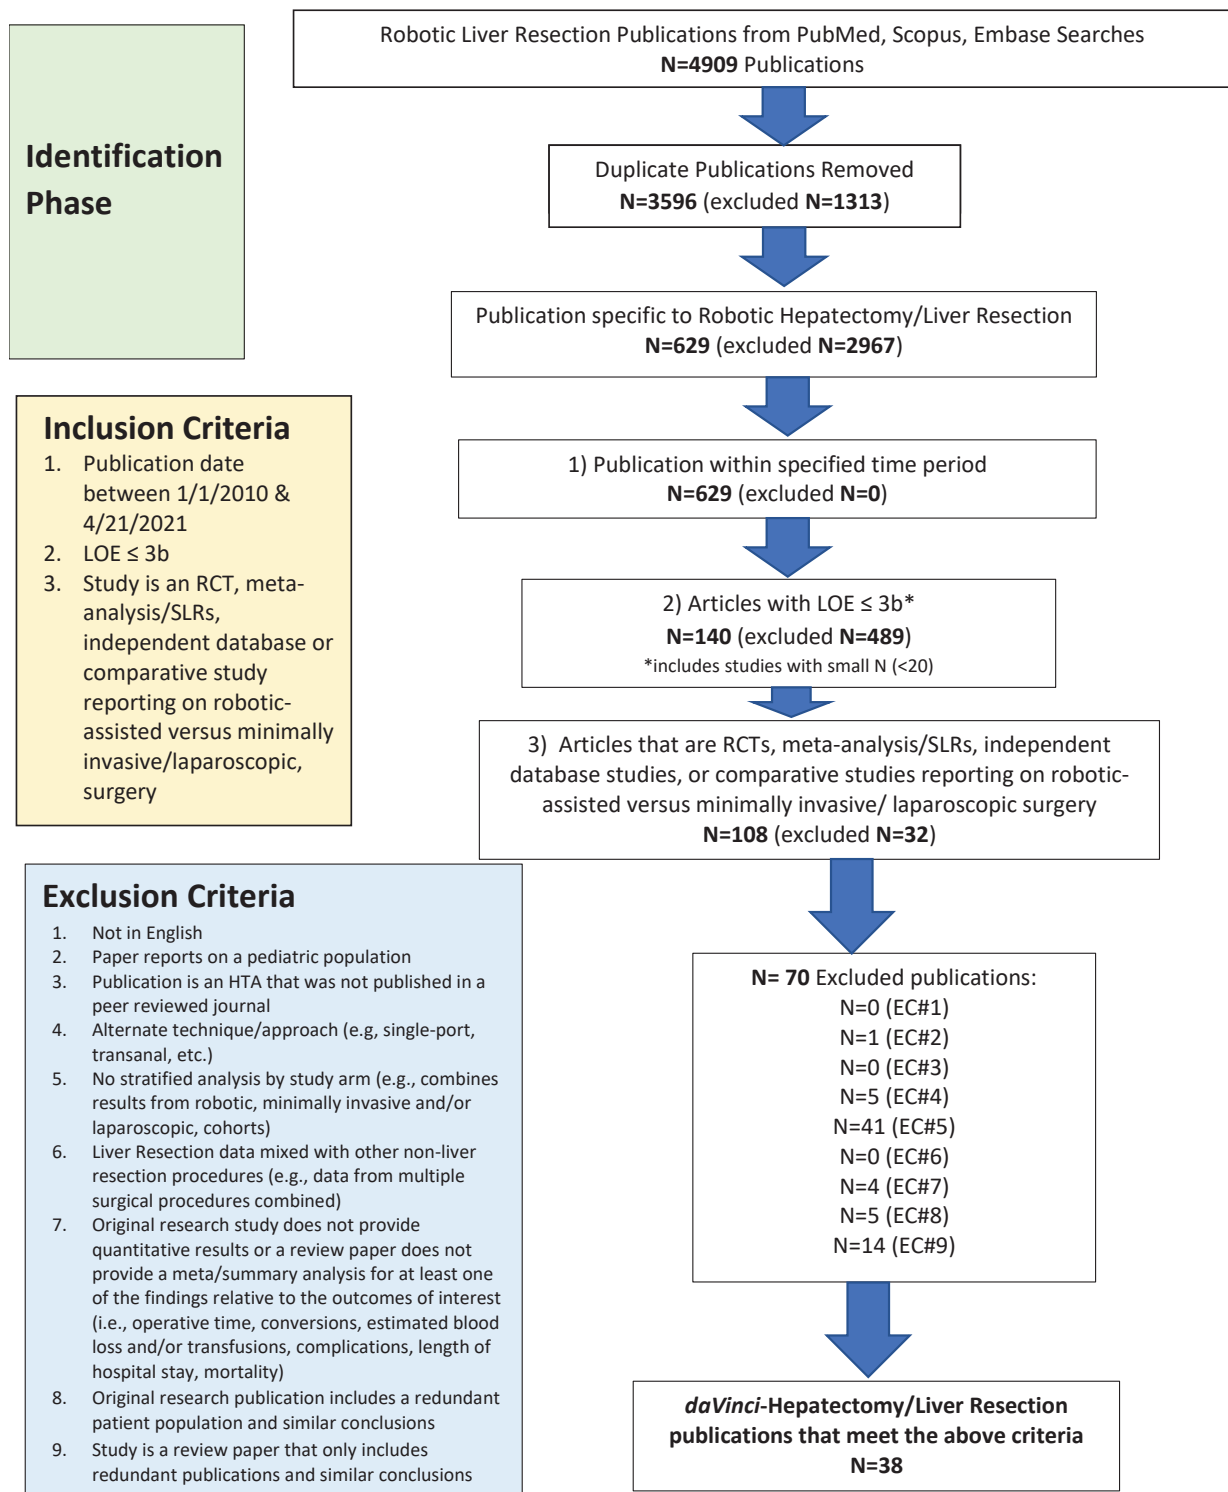 Identification
Phase
Robotic Liver Resection Publications from PubMed, Scopus, Embase Searches
N=4909 Publications
Duplicate Publications Removed
N=3596 (excluded N=1313)
Publication specific to Robotic Hepatectomy/Liver Resection
N=629 (excluded N=2967)
1) Publication within specified time period
N=629 (excluded N=0)
2) Articles with LOE ≤ 3b*
N=140 (excluded N=489)
*includes studies with small N (<20)
3) Articles that are RCTs, meta-analysis/SLRs, independent
database studies, or comparative studies reporting on robotic-
assisted versus minimally invasive/ laparoscopic surgery
N=108 (excluded N=32)
N= 70 Excluded publications:
N=0 (EC#1)
N=1 (EC#2)
N=0 (EC#3)
N=5 (EC#4)
N=41 (EC#5)
N=0 (EC#6)
N=4 (EC#7)
N=5 (EC#8)
N=14 (EC#9)
daVinci-Hepatectomy/Liver Resection
publications that meet the above criteria
N=38
Inclusion Criteria
1. Publication date
between 1/1/2010 &
4/21/2021
2. LOE ≤ 3b
3. Study is an RCT, meta-
analysis/SLRs,
independent database or
comparative study
reporting on robotic-
assisted versus minimally
invasive/laparoscopic,
surgery
Exclusion Criteria
1. Not in English
2. Paper reports on a pediatric population
3. Publication is an HTA that was not published in a
peer reviewed journal
4. Alternate technique/approach (e.g, single-port,
transanal, etc.)
5. No stratified analysis by study arm (e.g., combines
results from robotic, minimally invasive and/or
laparoscopic, cohorts)
6. Liver Resection data mixed with other non-liver
resection procedures (e.g., data from multiple
surgical procedures combined)
7. Original research study does not provide
quantitative results or a review paper does not
provide a meta/summary analysis for at least one
of the findings relative to the outcomes of interest
(i.e., operative time, conversions, estimated blood
loss and/or transfusions, complications, length of
hospital stay, mortality)
8. Original research publication includes a redundant
patient population and similar conclusions
9. Study is a review paper that only includes
redundant publications and similar conclusions